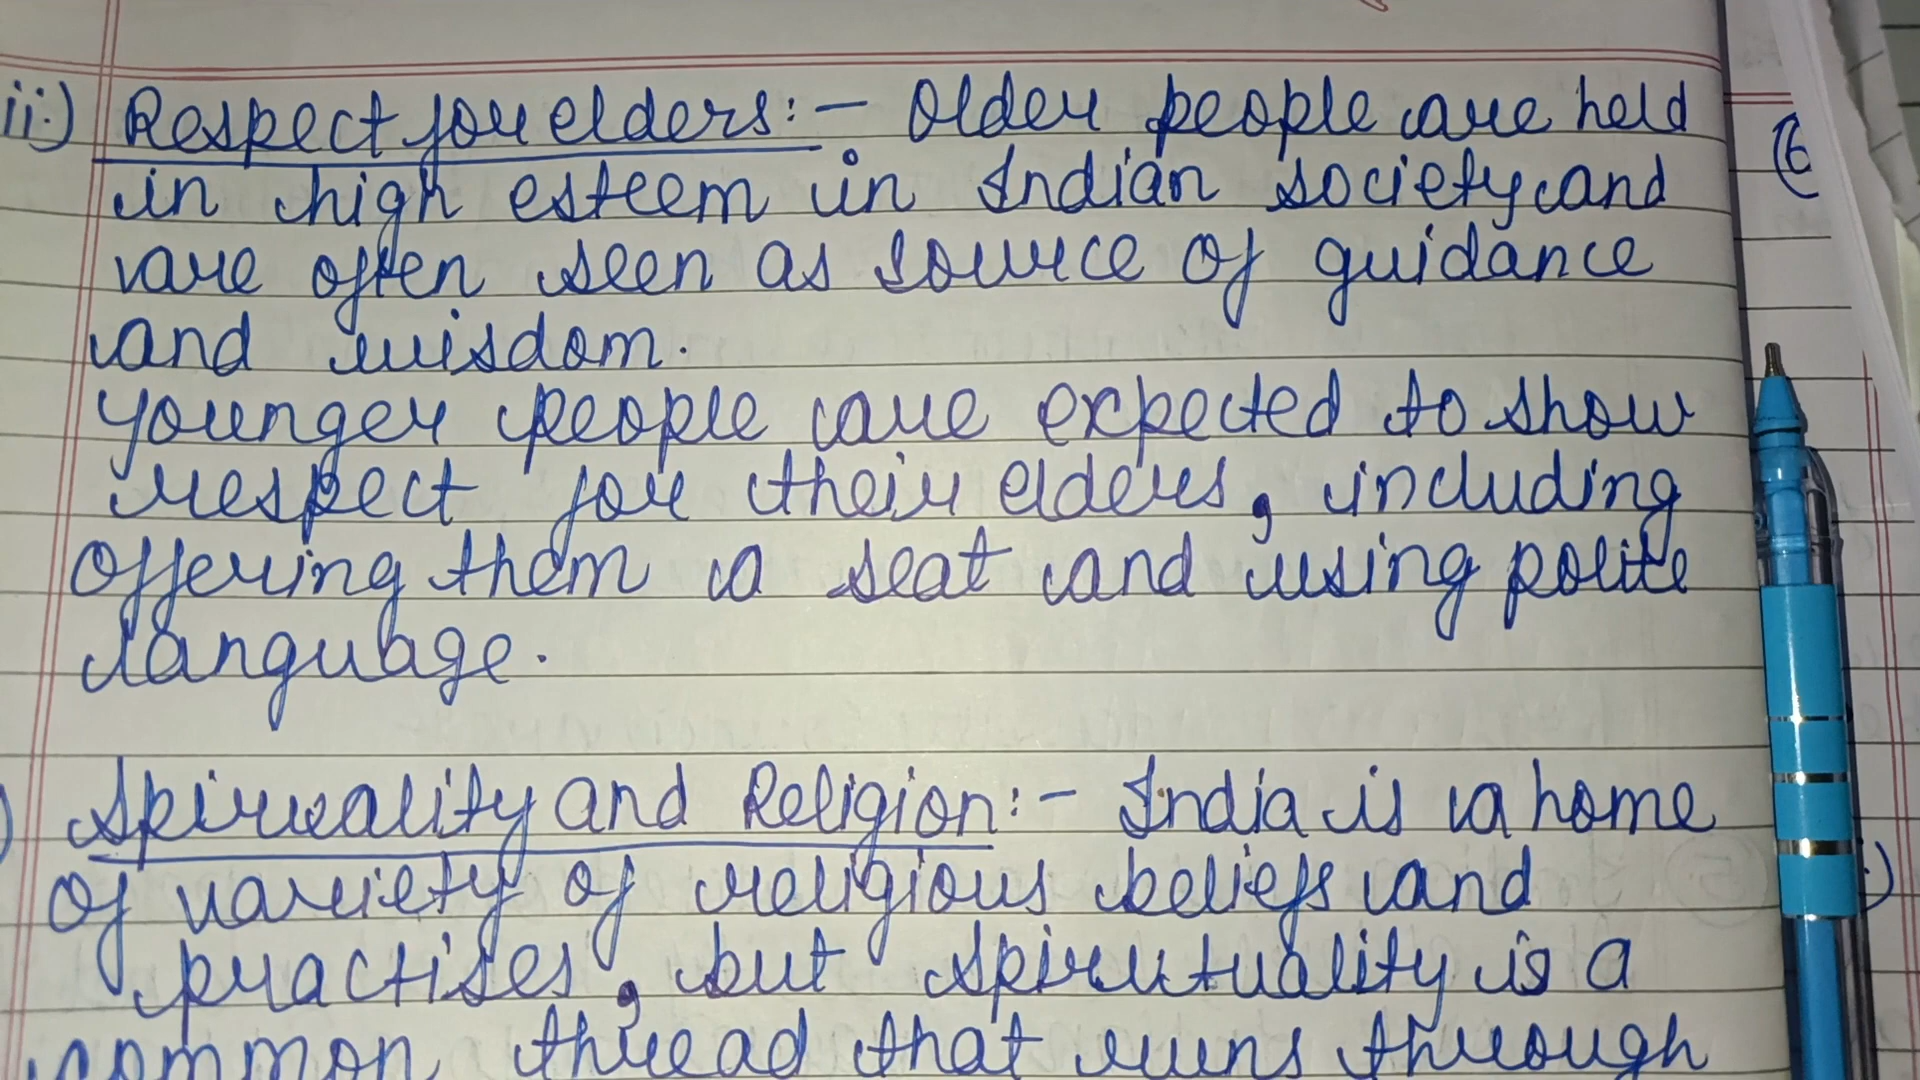 ii.) Respect for elders:- Older people are held
in high esteem in Indian society and
are often seen as source of guidance
and wisdom.
Younger people are expected to show
respect for their elders, including
offering them a seat and using polite
language.
) Spiruality and Religion:- India is a home
of variety of religious beliefs and
practises, but spirutuality is a
common thread that runs through
(6
.)